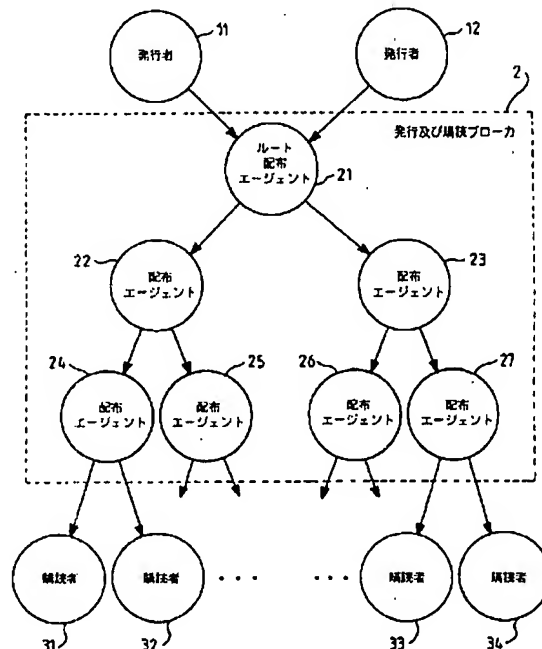 11
12
発行者
発行者
2
発行及び購読ブローカ
ルート
配布
エージェント
21
22
23
配布
エージェント
配布
エージェント
24
25
26
27
配布
エージェント
配布
エージェント
配布
エージェント
配布
エージェント
購読者
購読者
・・・
・・・
購読者
購読者
31
32
33
34